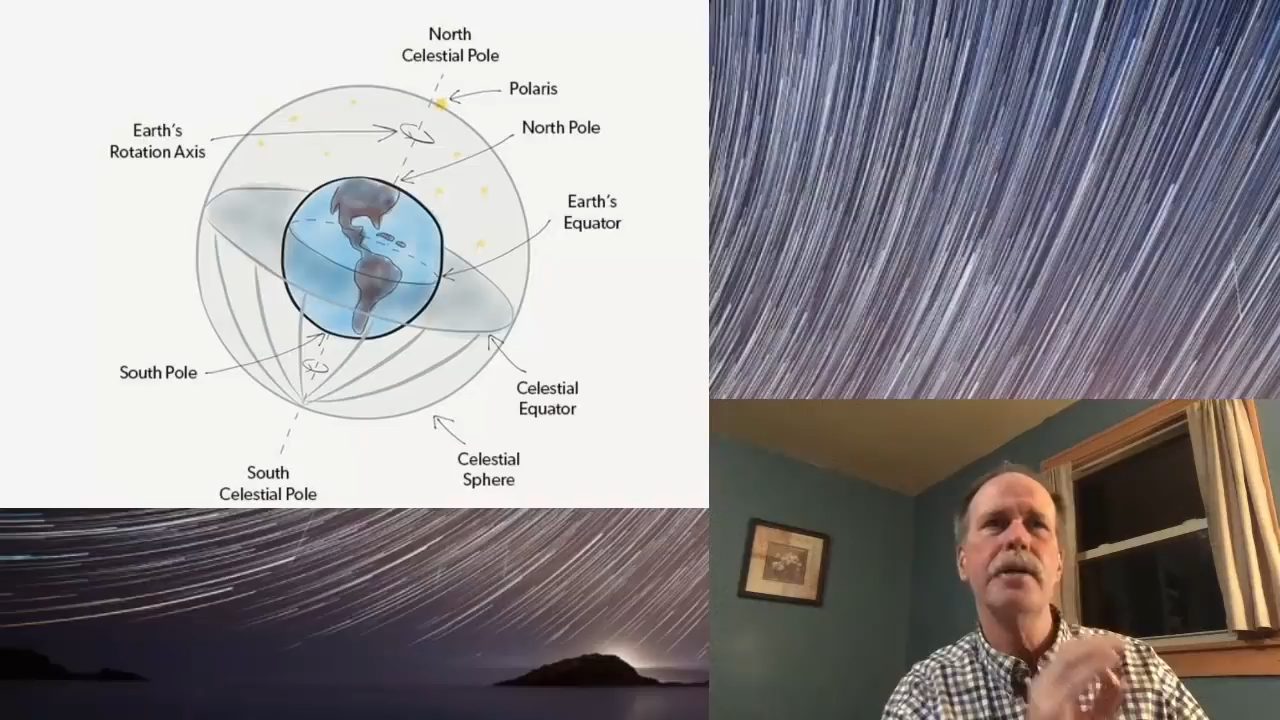 North
Celestial Pole
Polaris
North Pole
Earth's
Rotation Axis
Earth's
Equator
South Pole
Celestial
Equator
Celestial
Sphere
South
Celestial Pole